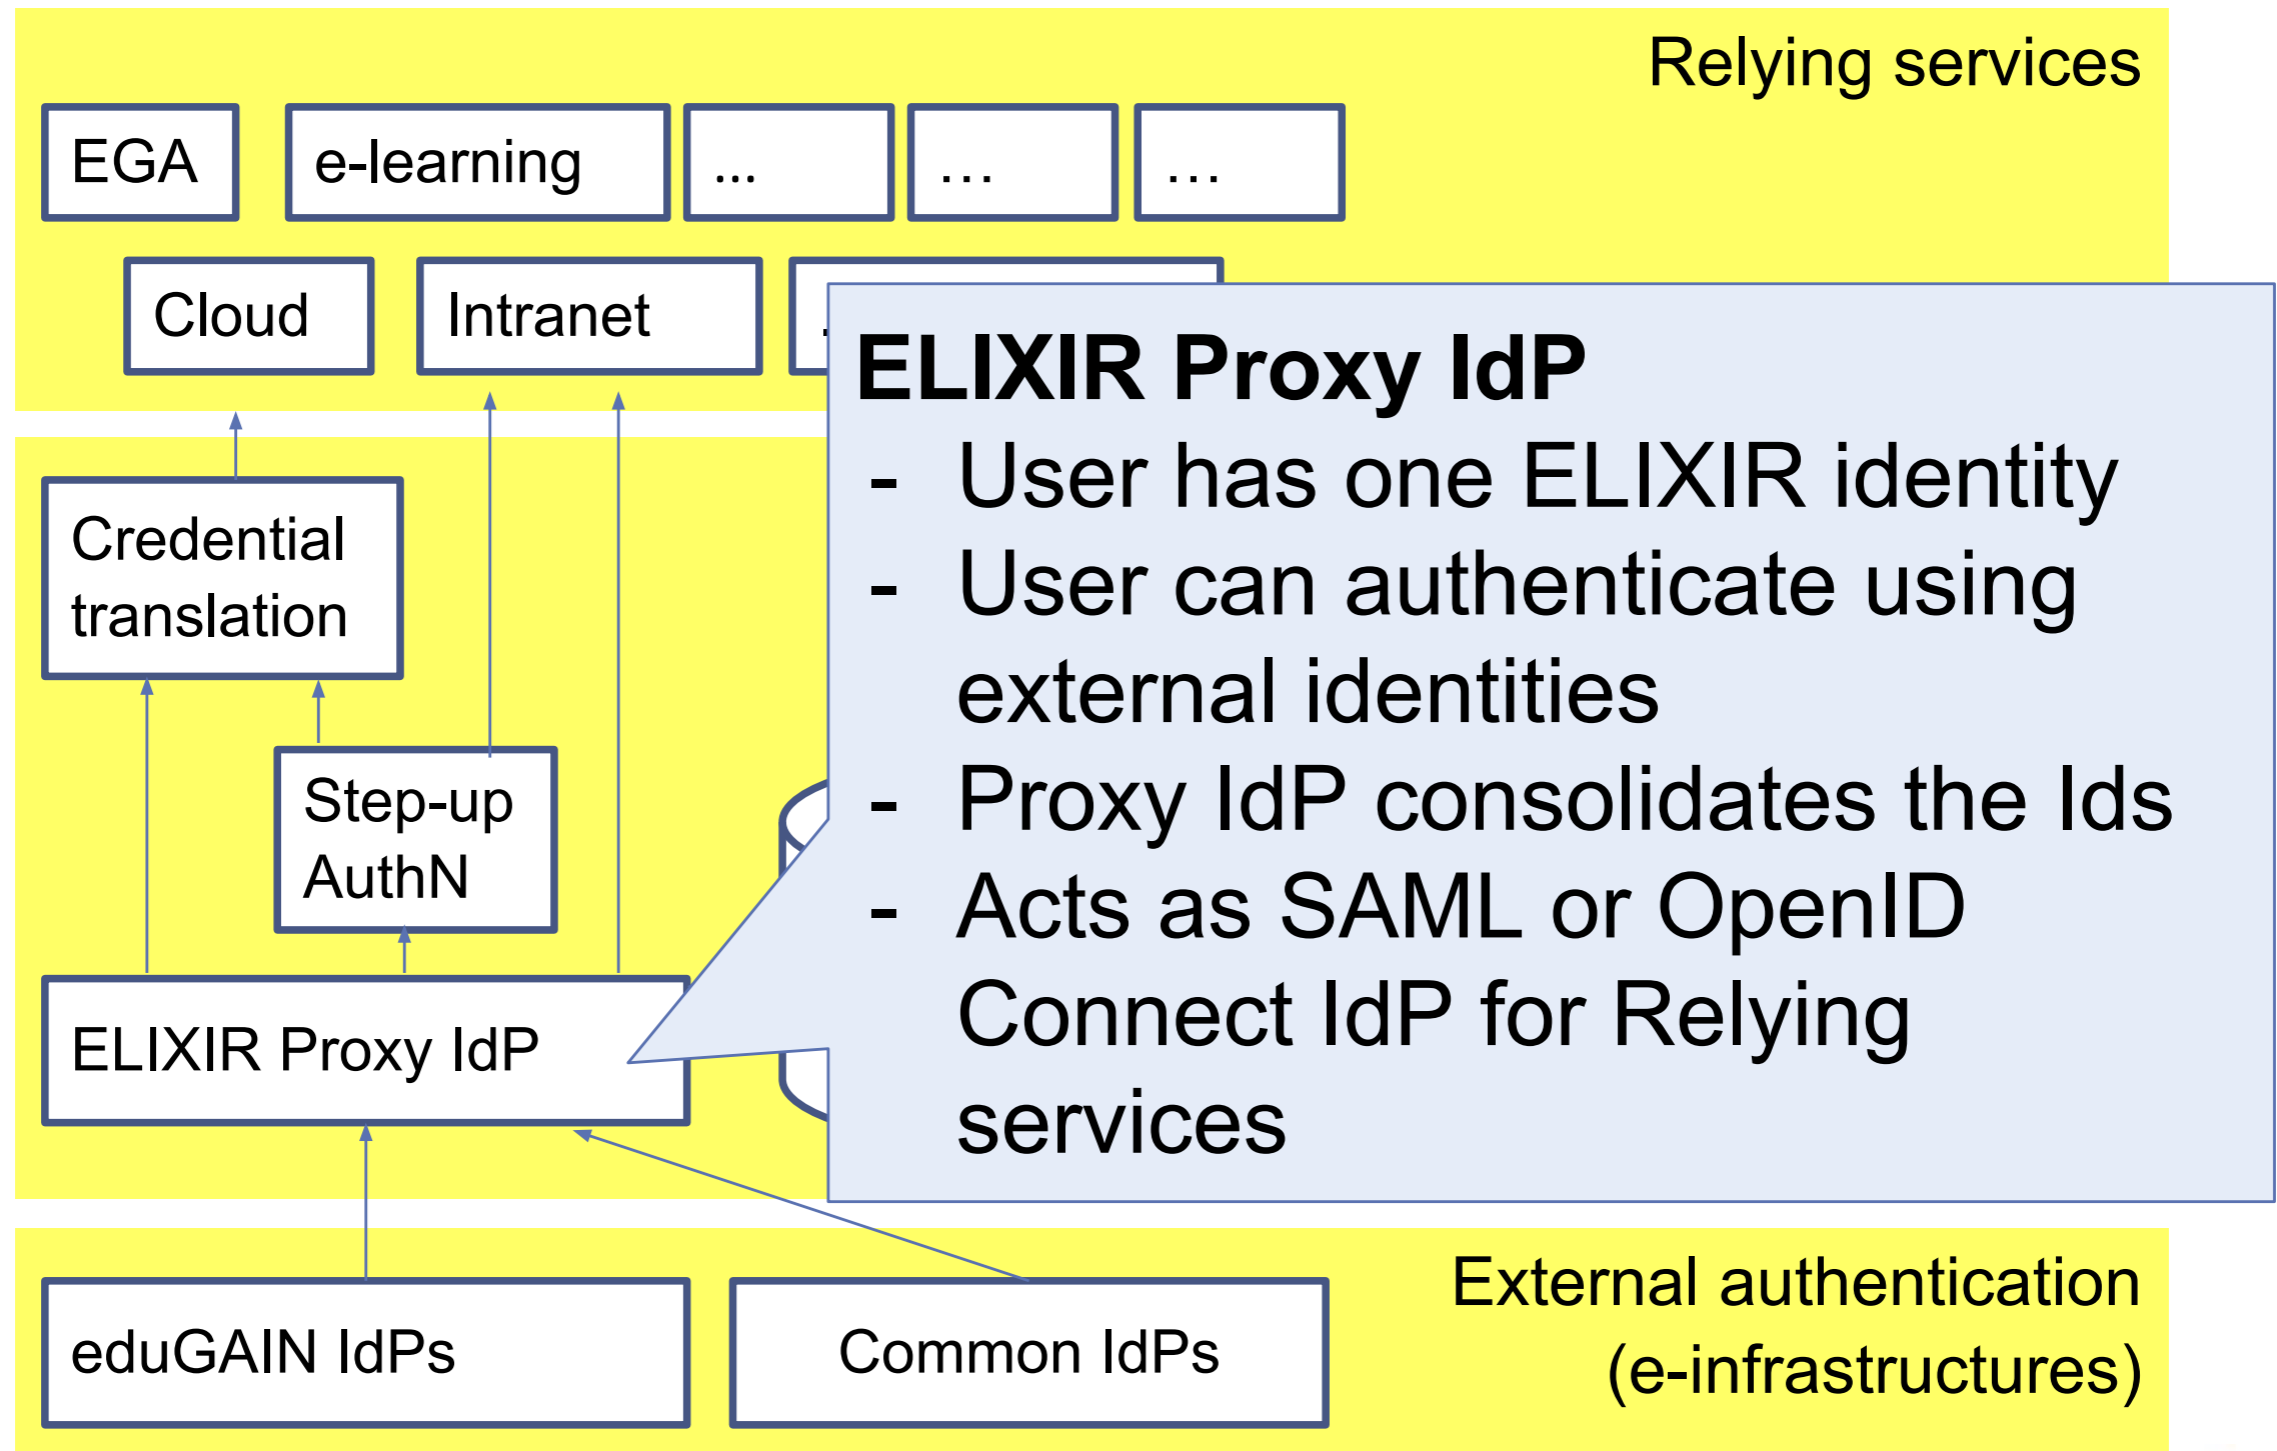 Relying services
EGA
e-learning
...
…
…
Cloud
Intranet
ELIXIR Proxy IdP
- User has one ELIXIR identity
- User can authenticate using
external identities
- Proxy IdP consolidates the Ids
- Acts as SAML or OpenID
Connect IdP for Relying
services
Credential
translation
Step-up
AuthN
ELIXIR Proxy IdP
External authentication
(e-infrastructures)
eduGAIN IdPs
Common IdPs